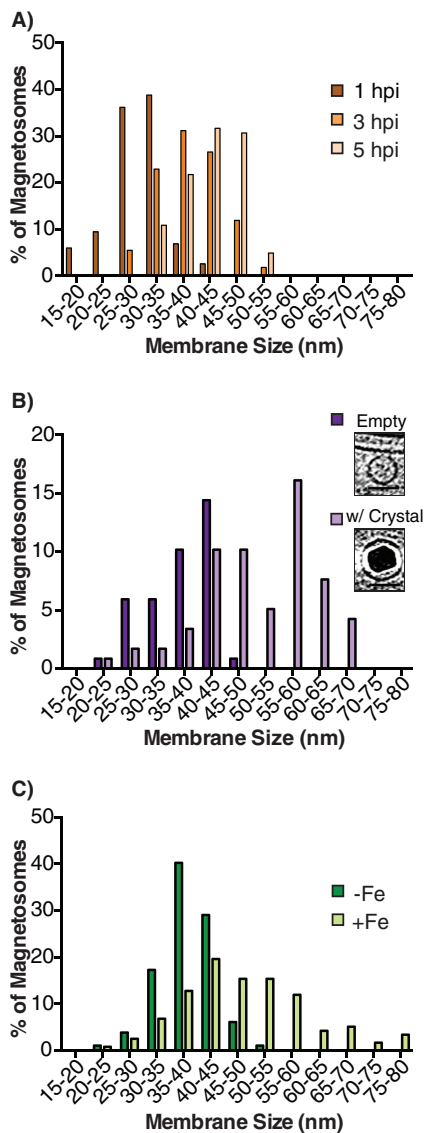 A)
50
40
30
20
10
0
% of Magnetosomes
1 hpi
3 hpi
5 hpi
15-20 20-25 25-30 30-35 35-40 40-45 45-50 50-55 55-60 60-65 65-70 70-75 75-80
Membrane Size (nm)
B)
20
15
10
5
0
% of Magnetosomes
Empty
w/ Crystal
15-20 20-25 25-30 30-35 35-40 40-45 45-50 50-55 55-60 60-65 65-70 70-75 75-80
Membrane Size (nm)
C)
50
40
30
20
10
0
% of Magnetosomes
-Fe
+Fe
15-20 20-25 25-30 30-35 35-40 40-45 45-50 50-55 55-60 60-65 65-70 70-75 75-80
Membrane Size (nm)